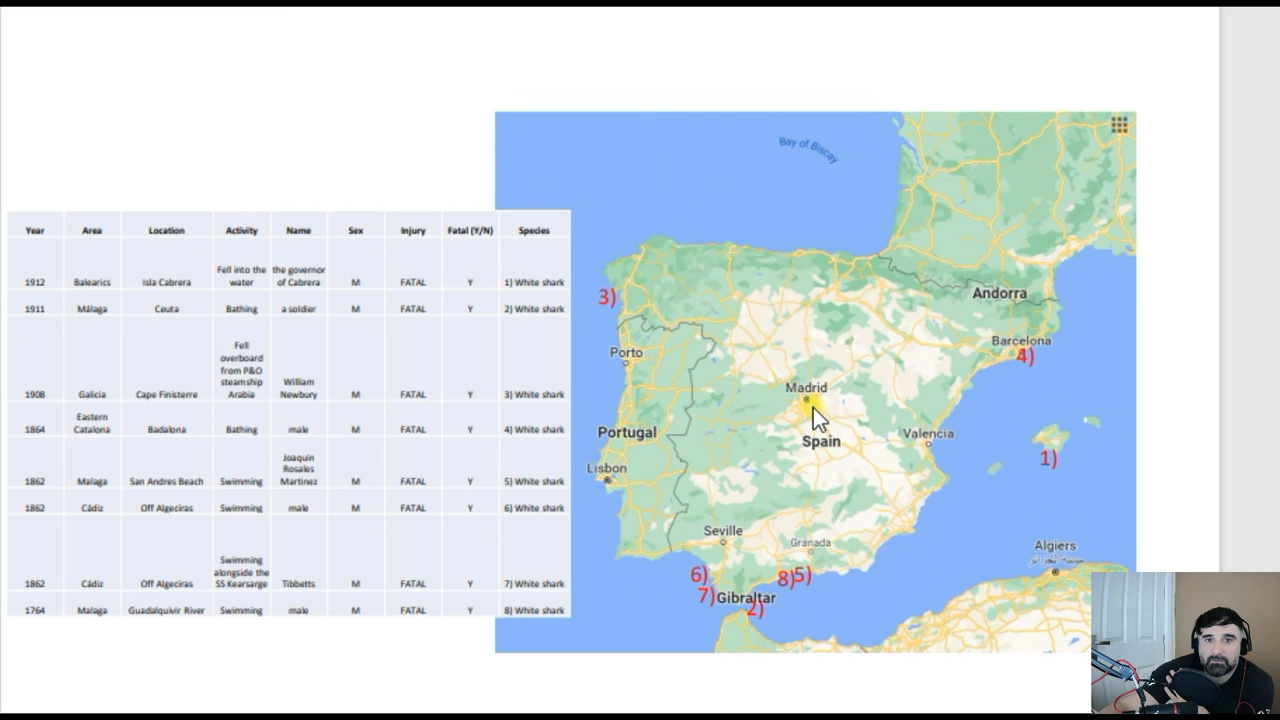 Year Area Location Activity Name Sex Injury Fatal (Y/N) Species
Fell into the the governor
1912 Balearics Isla Cabrera water of Cabrera M FATAL Y 1) White shark
1911 Málaga Ceuta Bathing a soldier M FATAL Y 2) White shark
Fell
overboard
from P&O
steamship William
1908 Galicia Cape Finisterre Arabia Newbury M FATAL Y 3) White shark
Eastern
1864 Catalona Badalona Bathing male M FATAL Y 4) White shark
Joaquin
Rosales
1862 Malaga San Andres Beach Swimming Martinez M FATAL Y 5) White shark
1862 Cádiz Off Algeciras Swimming male M FATAL Y 6) White shark
Swimming
alongside the
1862 Cádiz Off Algeciras SS Kearsarge Tibbetts M FATAL Y 7) White shark
1764 Malaga Guadalquivir River Swimming male M FATAL Y 8) White shark
Bay of Biscay
Andorra
3)
Barcelona
Porto 4)
Madrid
Portugal Valencia
Spain
1)
Lisbon
Seville
Granada
Algiers
6) 8) 5)
7) Gibraltar
2)